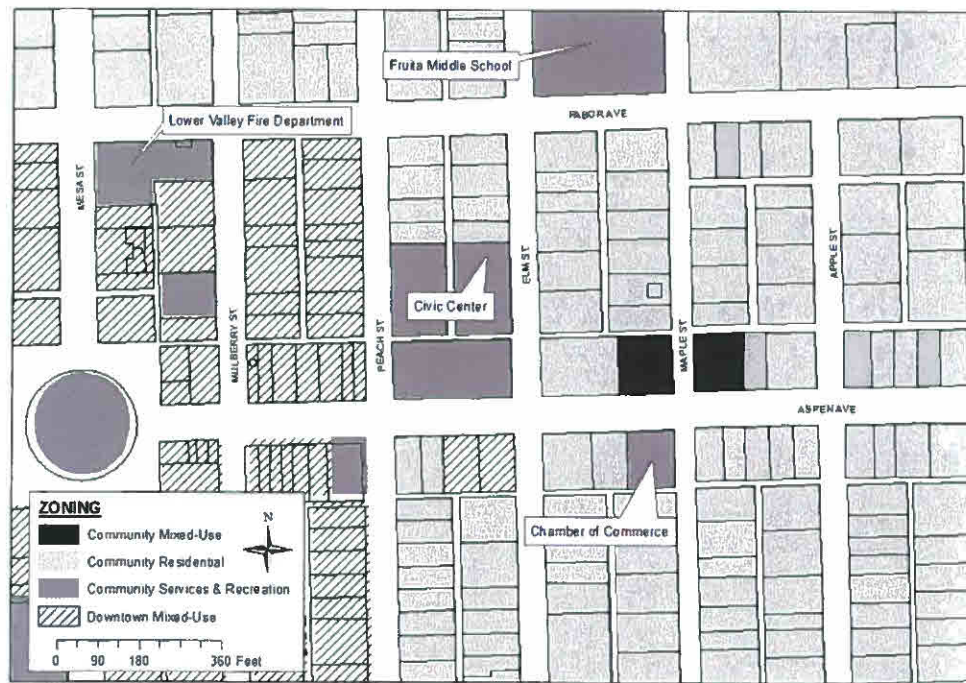 Fruita Middle School
PABOR AVE
Lower Valley Fire Department
MESA ST
MULBERRY ST
PEACH ST
ELM ST
MAPLE ST
APPLE ST
Civic Center
ASPEN AVE
Chamber of Commerce
ZONING
N
Community Mixed-Use
Community Residential
Community Services & Recreation
Downtown Mixed-Use
0 90 180 360 Feet